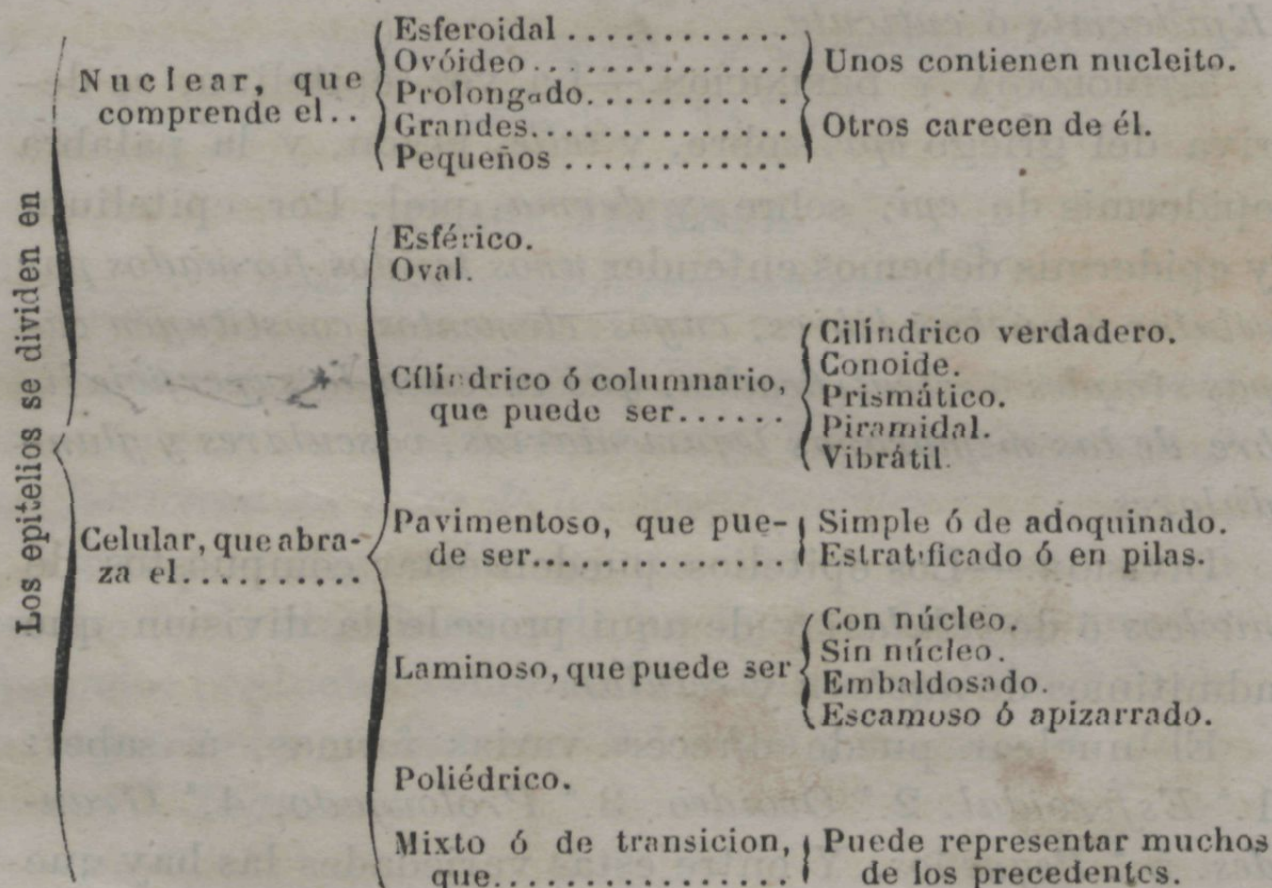 Los epitelios se dividen en
Nuclear, que
comprende el..
Esferoidal.............
Ovóideo.............
Prolongado.......... .
Grandes..............
Pequeños.............
Unos contienen nucleito.
Otros carecen de él.
Celular, que abra-
za el..........
Esférico.
Oval.
Cilindrico ó columnario,
que puede ser......
Cilíndrico verdadero.
Conoide.
Prismático.
Piramidal.
Vibrátil.
Pavimentoso, que pue-
de ser..............
Simple ó de adoquinado.
Estratificado ó en pilas.
Laminoso, que puede ser
Con núcleo.
Sin núcleo.
Embaldosado.
Escamoso ó apizarrado.
Poliédrico.
Mixto ó de transicion,
que................
Puede representar muchos
de los precedentes.